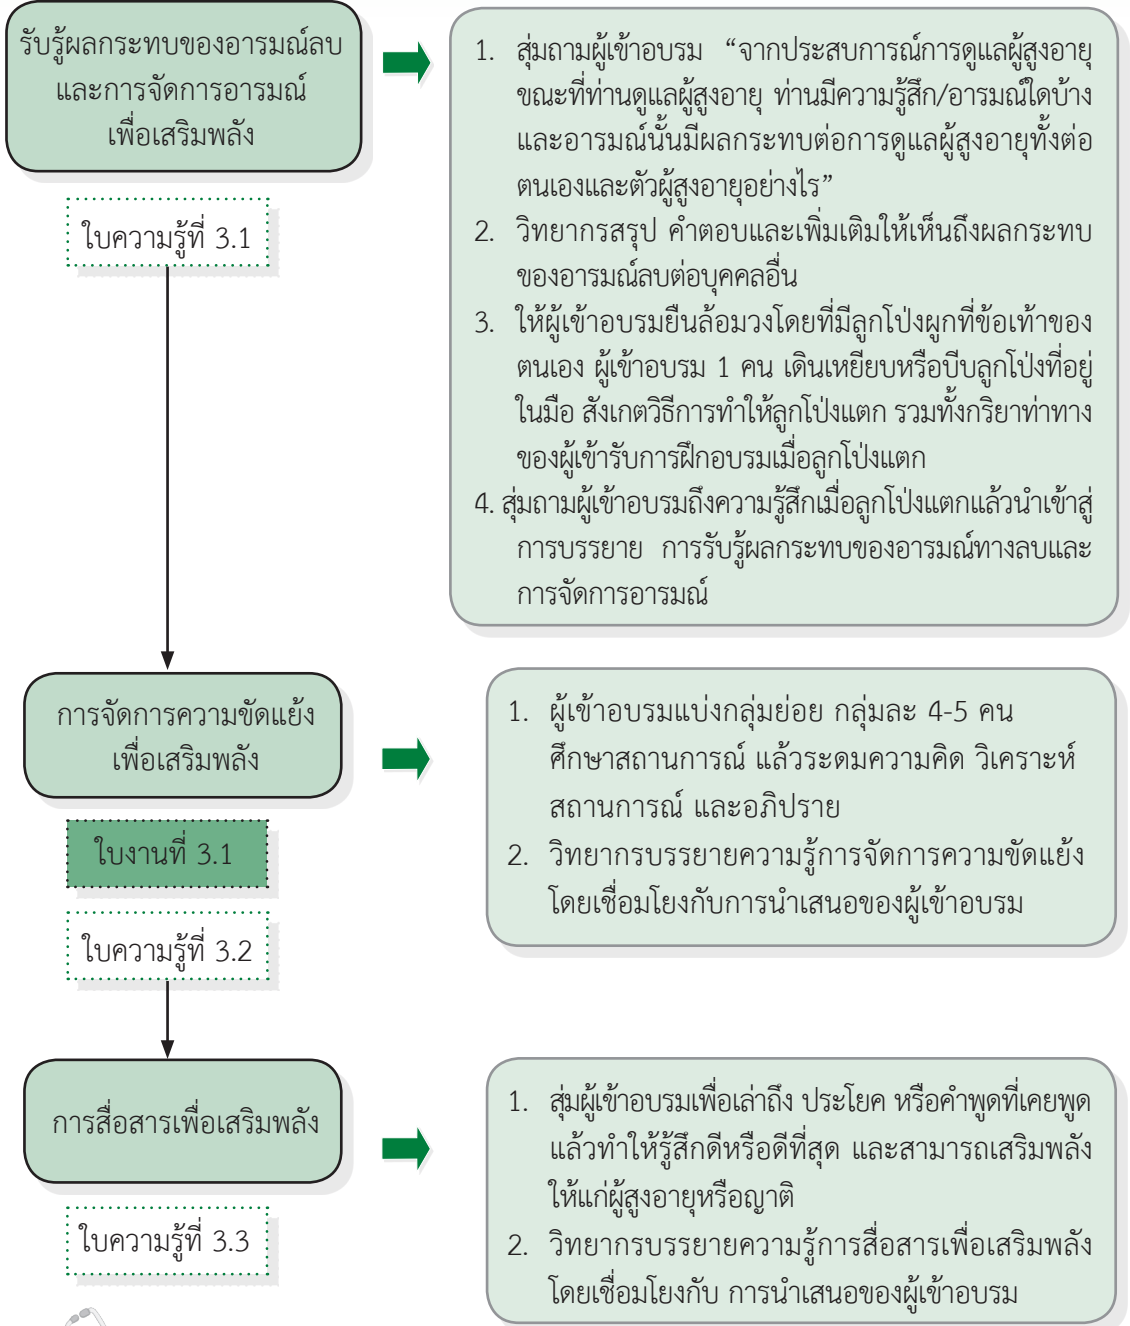 รับรู้ผลกระทบของอารมณ์ลบ
และการจัดการอารมณ์
เพื่อเสริมพลัง
ใบความรู้ที่ 3.1
1. สุ่มถามผู้เข้าอบรม “จากประสบการณ์การดูแลผู้สูงอายุ
ขณะที่ท่านดูแลผู้สูงอายุ ท่านมีความรู้สึก/อารมณ์ใดบ้าง
และอารมณ์นั้นมีผลกระทบต่อการดูแลผู้สูงอายุทั้งต่อ
ตนเองและตัวผู้สูงอายุอย่างไร”
2. วิทยากรสรุป คำตอบและเพิ่มเติมให้เห็นถึงผลกระทบ
ของอารมณ์ลบต่อบุคคลอื่น
3. ให้ผู้เข้าอบรมยืนล้อมวงโดยที่มีลูกโป่งผูกที่ข้อเท้าของ
ตนเอง ผู้เข้าอบรม 1 คน เดินเหยียบหรือบีบลูกโป่งที่อยู่
ในมือ สังเกตวิธีการทำให้ลูกโป่งแตก รวมทั้งกริยาท่าทาง
ของผู้เข้ารับการฝึกอบรมเมื่อลูกโป่งแตก
4. สุ่มถามผู้เข้าอบรมถึงความรู้สึกเมื่อลูกโป่งแตกแล้วนำเข้าสู่
การบรรยาย การรับรู้ผลกระทบของอารมณ์ทางลบและ
การจัดการอารมณ์
การจัดการความขัดแย้ง
เพื่อเสริมพลัง
ใบงานที่ 3.1
ใบความรู้ที่ 3.2
1. ผู้เข้าอบรมแบ่งกลุ่มย่อย กลุ่มละ 4-5 คน
ศึกษาสถานการณ์ แล้วระดมความคิด วิเคราะห์
สถานการณ์ และอภิปราย
2. วิทยากรบรรยายความรู้การจัดการความขัดแย้ง
โดยเชื่อมโยงกับการนำเสนอของผู้เข้าอบรม
การสื่อสารเพื่อเสริมพลัง
ใบความรู้ที่ 3.3
1. สุ่มผู้เข้าอบรมเพื่อเล่าถึง ประโยค หรือคำพูดที่เคยพูด
แล้วทำให้รู้สึกดีหรือดีที่สุด และสามารถเสริมพลัง
ให้แก่ผู้สูงอายุหรือญาติ
2. วิทยากรบรรยายความรู้การสื่อสารเพื่อเสริมพลัง
โดยเชื่อมโยงกับ การนำเสนอของผู้เข้าอบรม